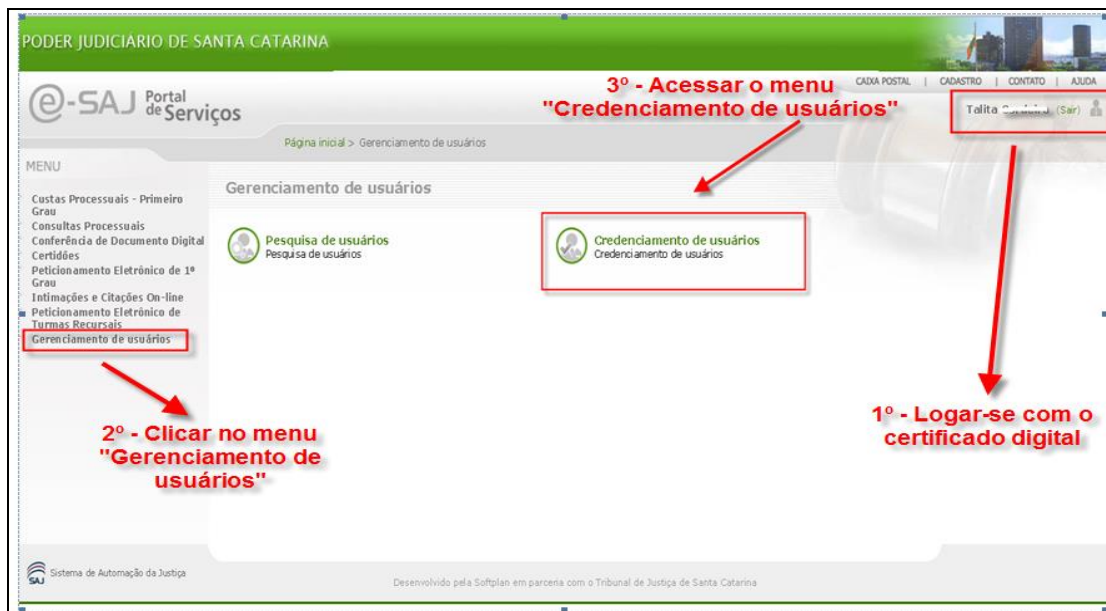 PODER JUDICIÁRIO DE SANTA CATARINA
CAIXA POSTAL | CADASTRO | CONTATO | AJUDA
e-SAJ Portal
de Serviços
3º - Acessar o menu
"Credenciamento de usuários"
Talita (Sair)
Página inicial > Gerenciamento de usuários
MENU
Custas Processuais - Primeiro
Grau
Consultas Processuais
Conferência de Documento Digital
Certidões
Peticionamento Eletrônico de 1º
Grau
Intimações e Citações On-line
Peticionamento Eletrônico de
Turmas Recursais
Gerenciamento de usuários
Gerenciamento de usuários
Pesquisa de usuários
Pesquisa de usuários
Credenciamento de usuários
Credenciamento de usuários
2º - Clicar no menu
"Gerenciamento de
usuários"
1º - Logar-se com o
certificado digital
SAJ
Sistema de Automação da Justiça
Desenvolvido pela Softplan em parceria com o Tribunal de Justiça de Santa Catarina